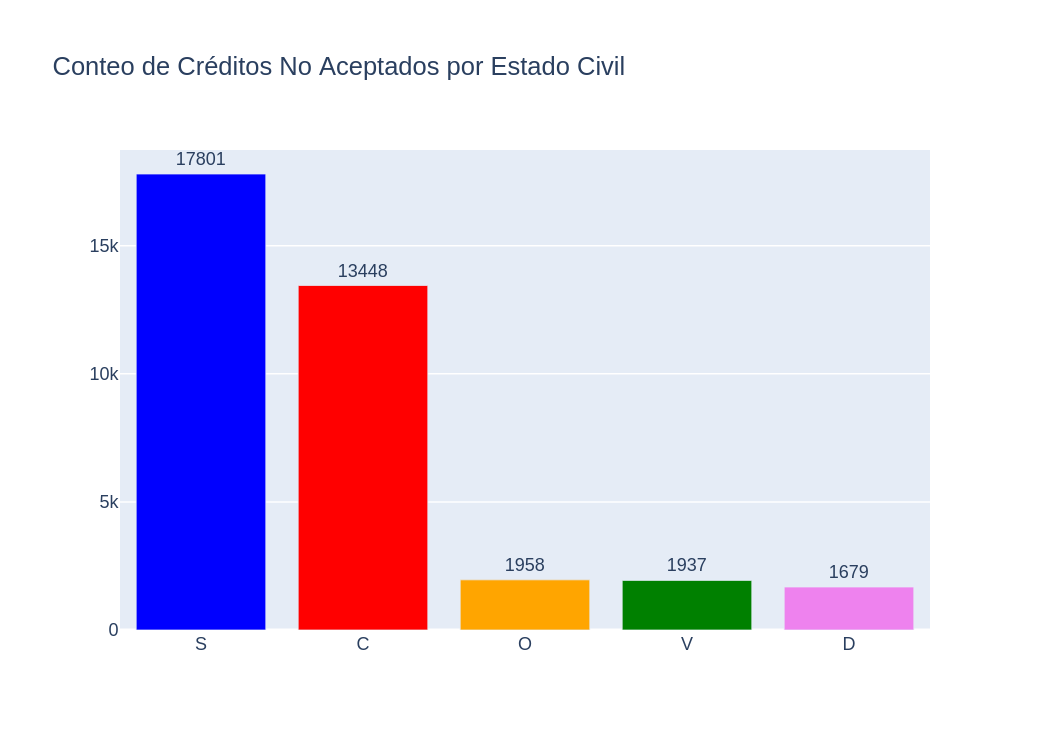 Conteo de Créditos No Aceptados por Estado Civil
17801
15k
13448
10k
5k
1958
1937
1679
0
S C O V D